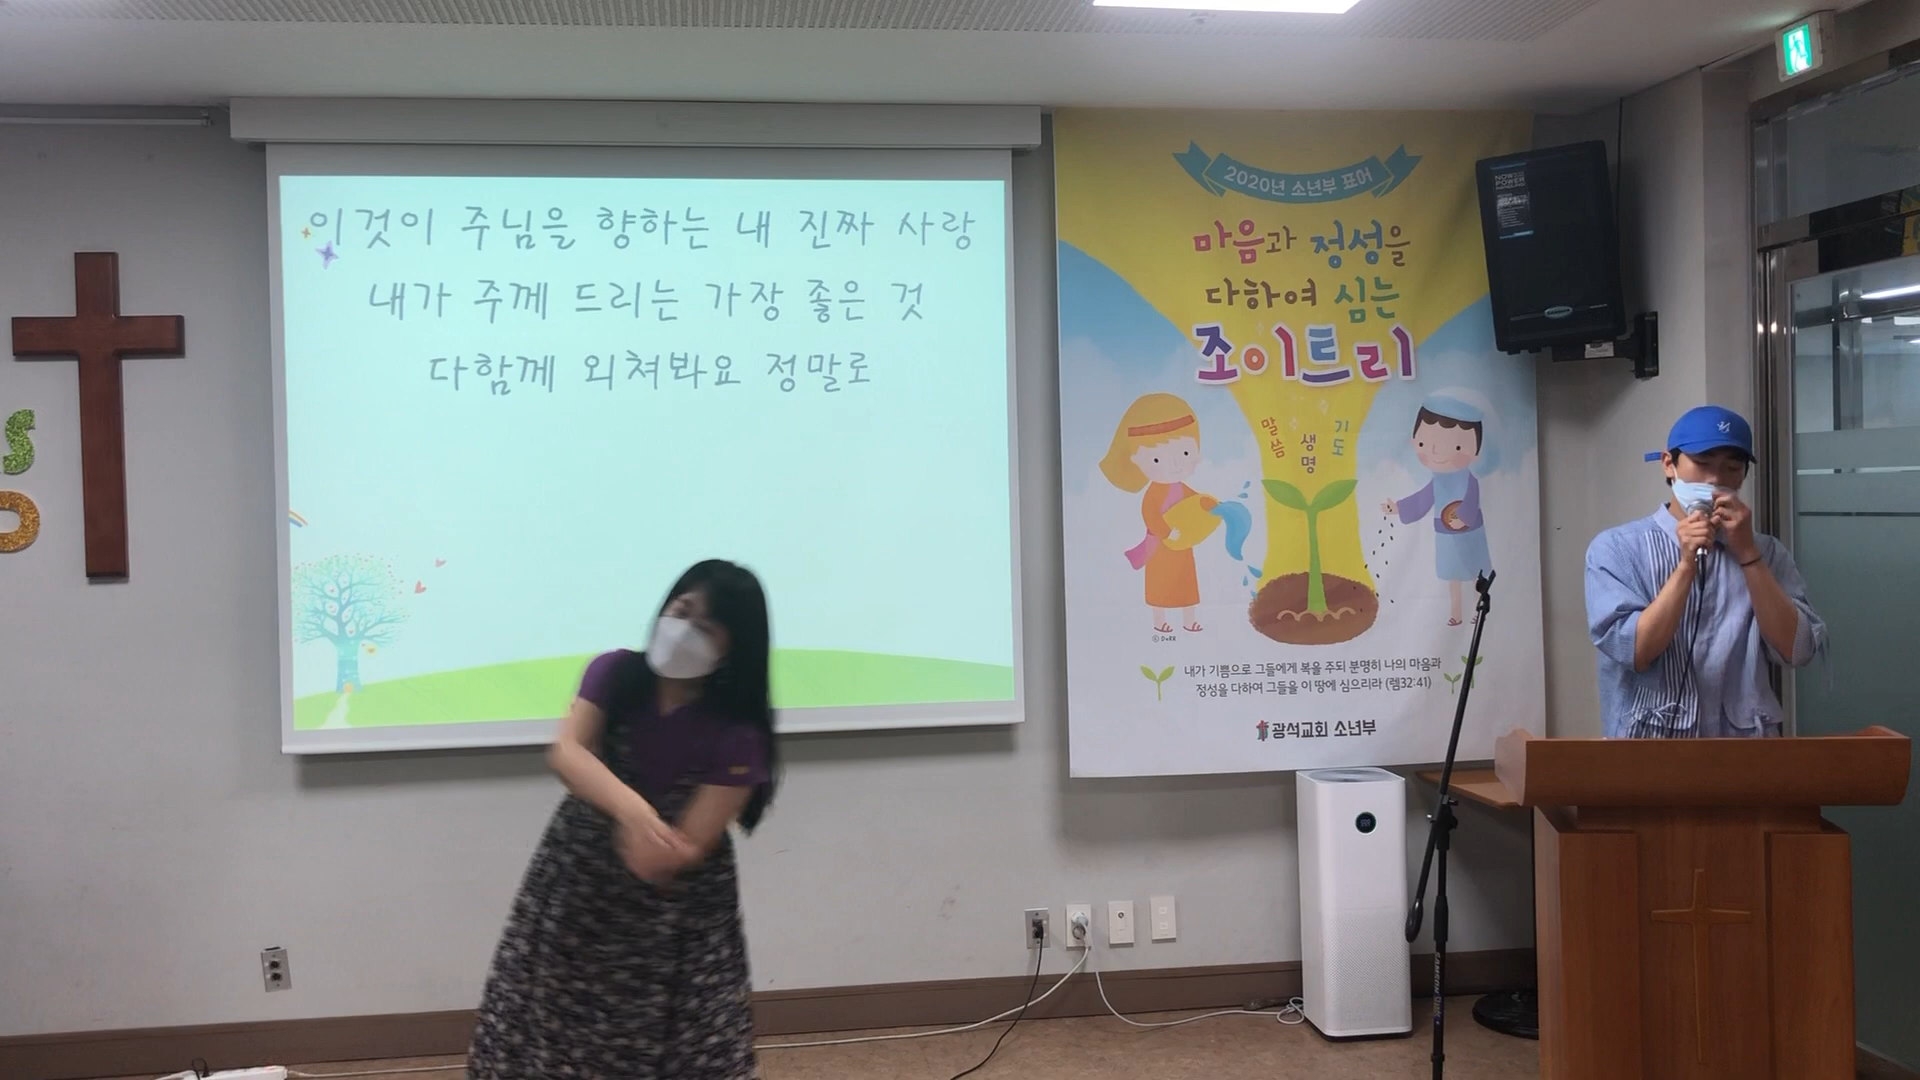 이것이 주님을 향하는 내 진짜 사랑
내가 주께 드리는 가장 좋은 것
다함께 외쳐봐요 정말로
2020년 소년부 표어
마음과 정성을
다하여 심는
조이트리
말씀
생명
기도
내가 기쁨으로 그들에게 복을 주되 분명히 나의 마음과
정성을 다하여 그들을 이 땅에 심으리라 (렘32:41)
광석교회 소년부
S
D
SAMSON